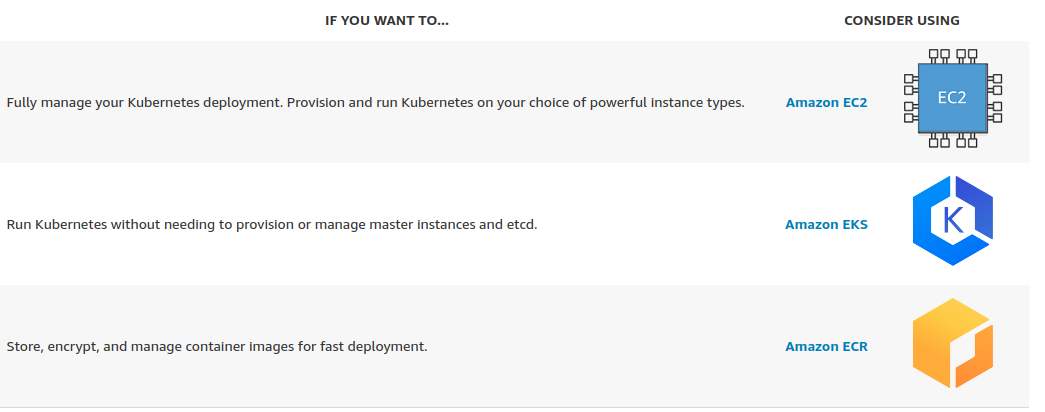 IF YOU WANT TO... CONSIDER USING
Fully manage your Kubernetes deployment. Provision and run Kubernetes on your choice of powerful instance types. Amazon EC2 EC2
Run Kubernetes without needing to provision or manage master instances and etcd. Amazon EKS K
Store, encrypt, and manage container images for fast deployment. Amazon ECR